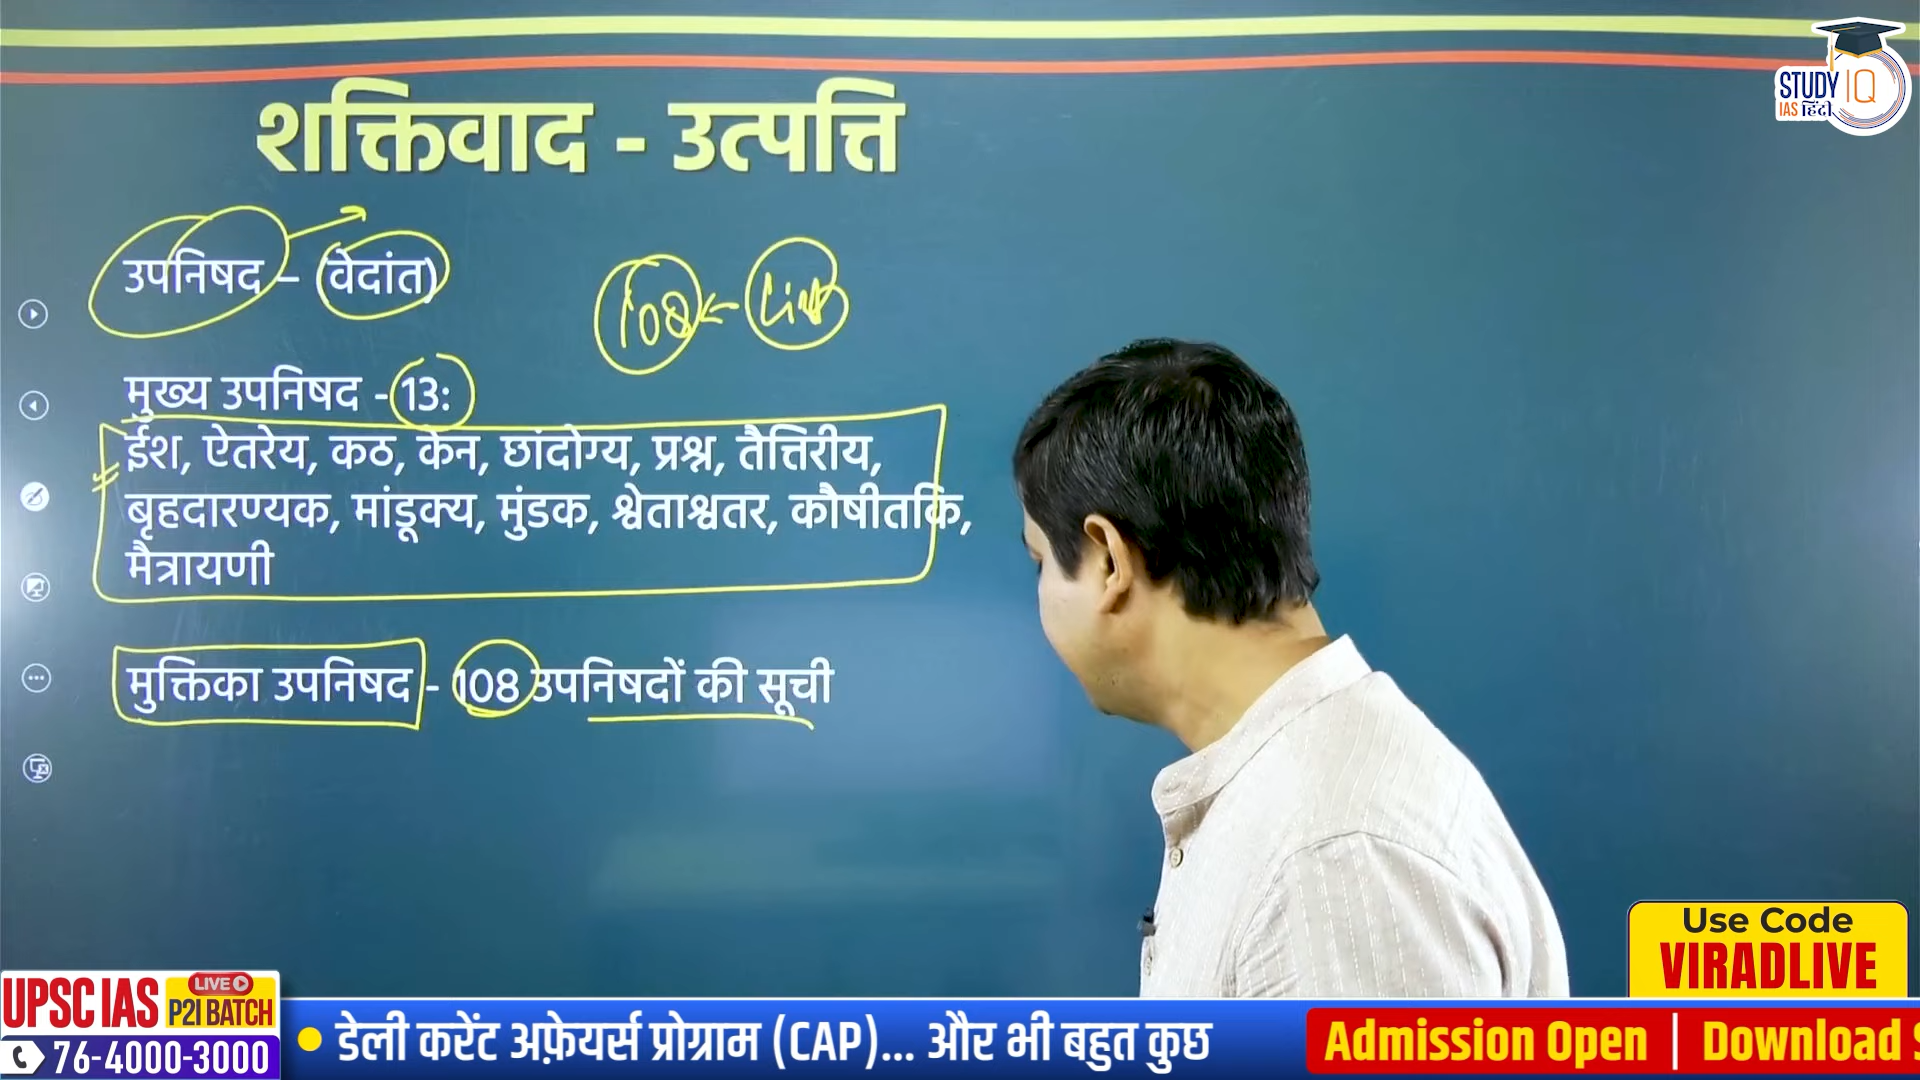 शक्तिवाद - उत्पत्ति
STUDY IQ
IAS हिंदी
उपनिषद – (वेदांत)
108 ← List
मुख्य उपनिषद - 13:
ईश, ऐतरेय, कठ, केन, छांदोग्य, प्रश्न, तैत्तिरीय,
बृहदारण्यक, मांडूक्य, मुंडक, श्वेताश्वतर, कौषीतकि,
मैत्रायणी
मुक्तिका उपनिषद - 108 उपनिषदों की सूची
Use Code
VIRADLIVE
UPSC IAS LIVE P2I BATCH
76-4000-3000
डेली करेंट अफ़ेयर्स प्रोग्राम (CAP)... और भी बहुत कुछ
Admission Open | Download S